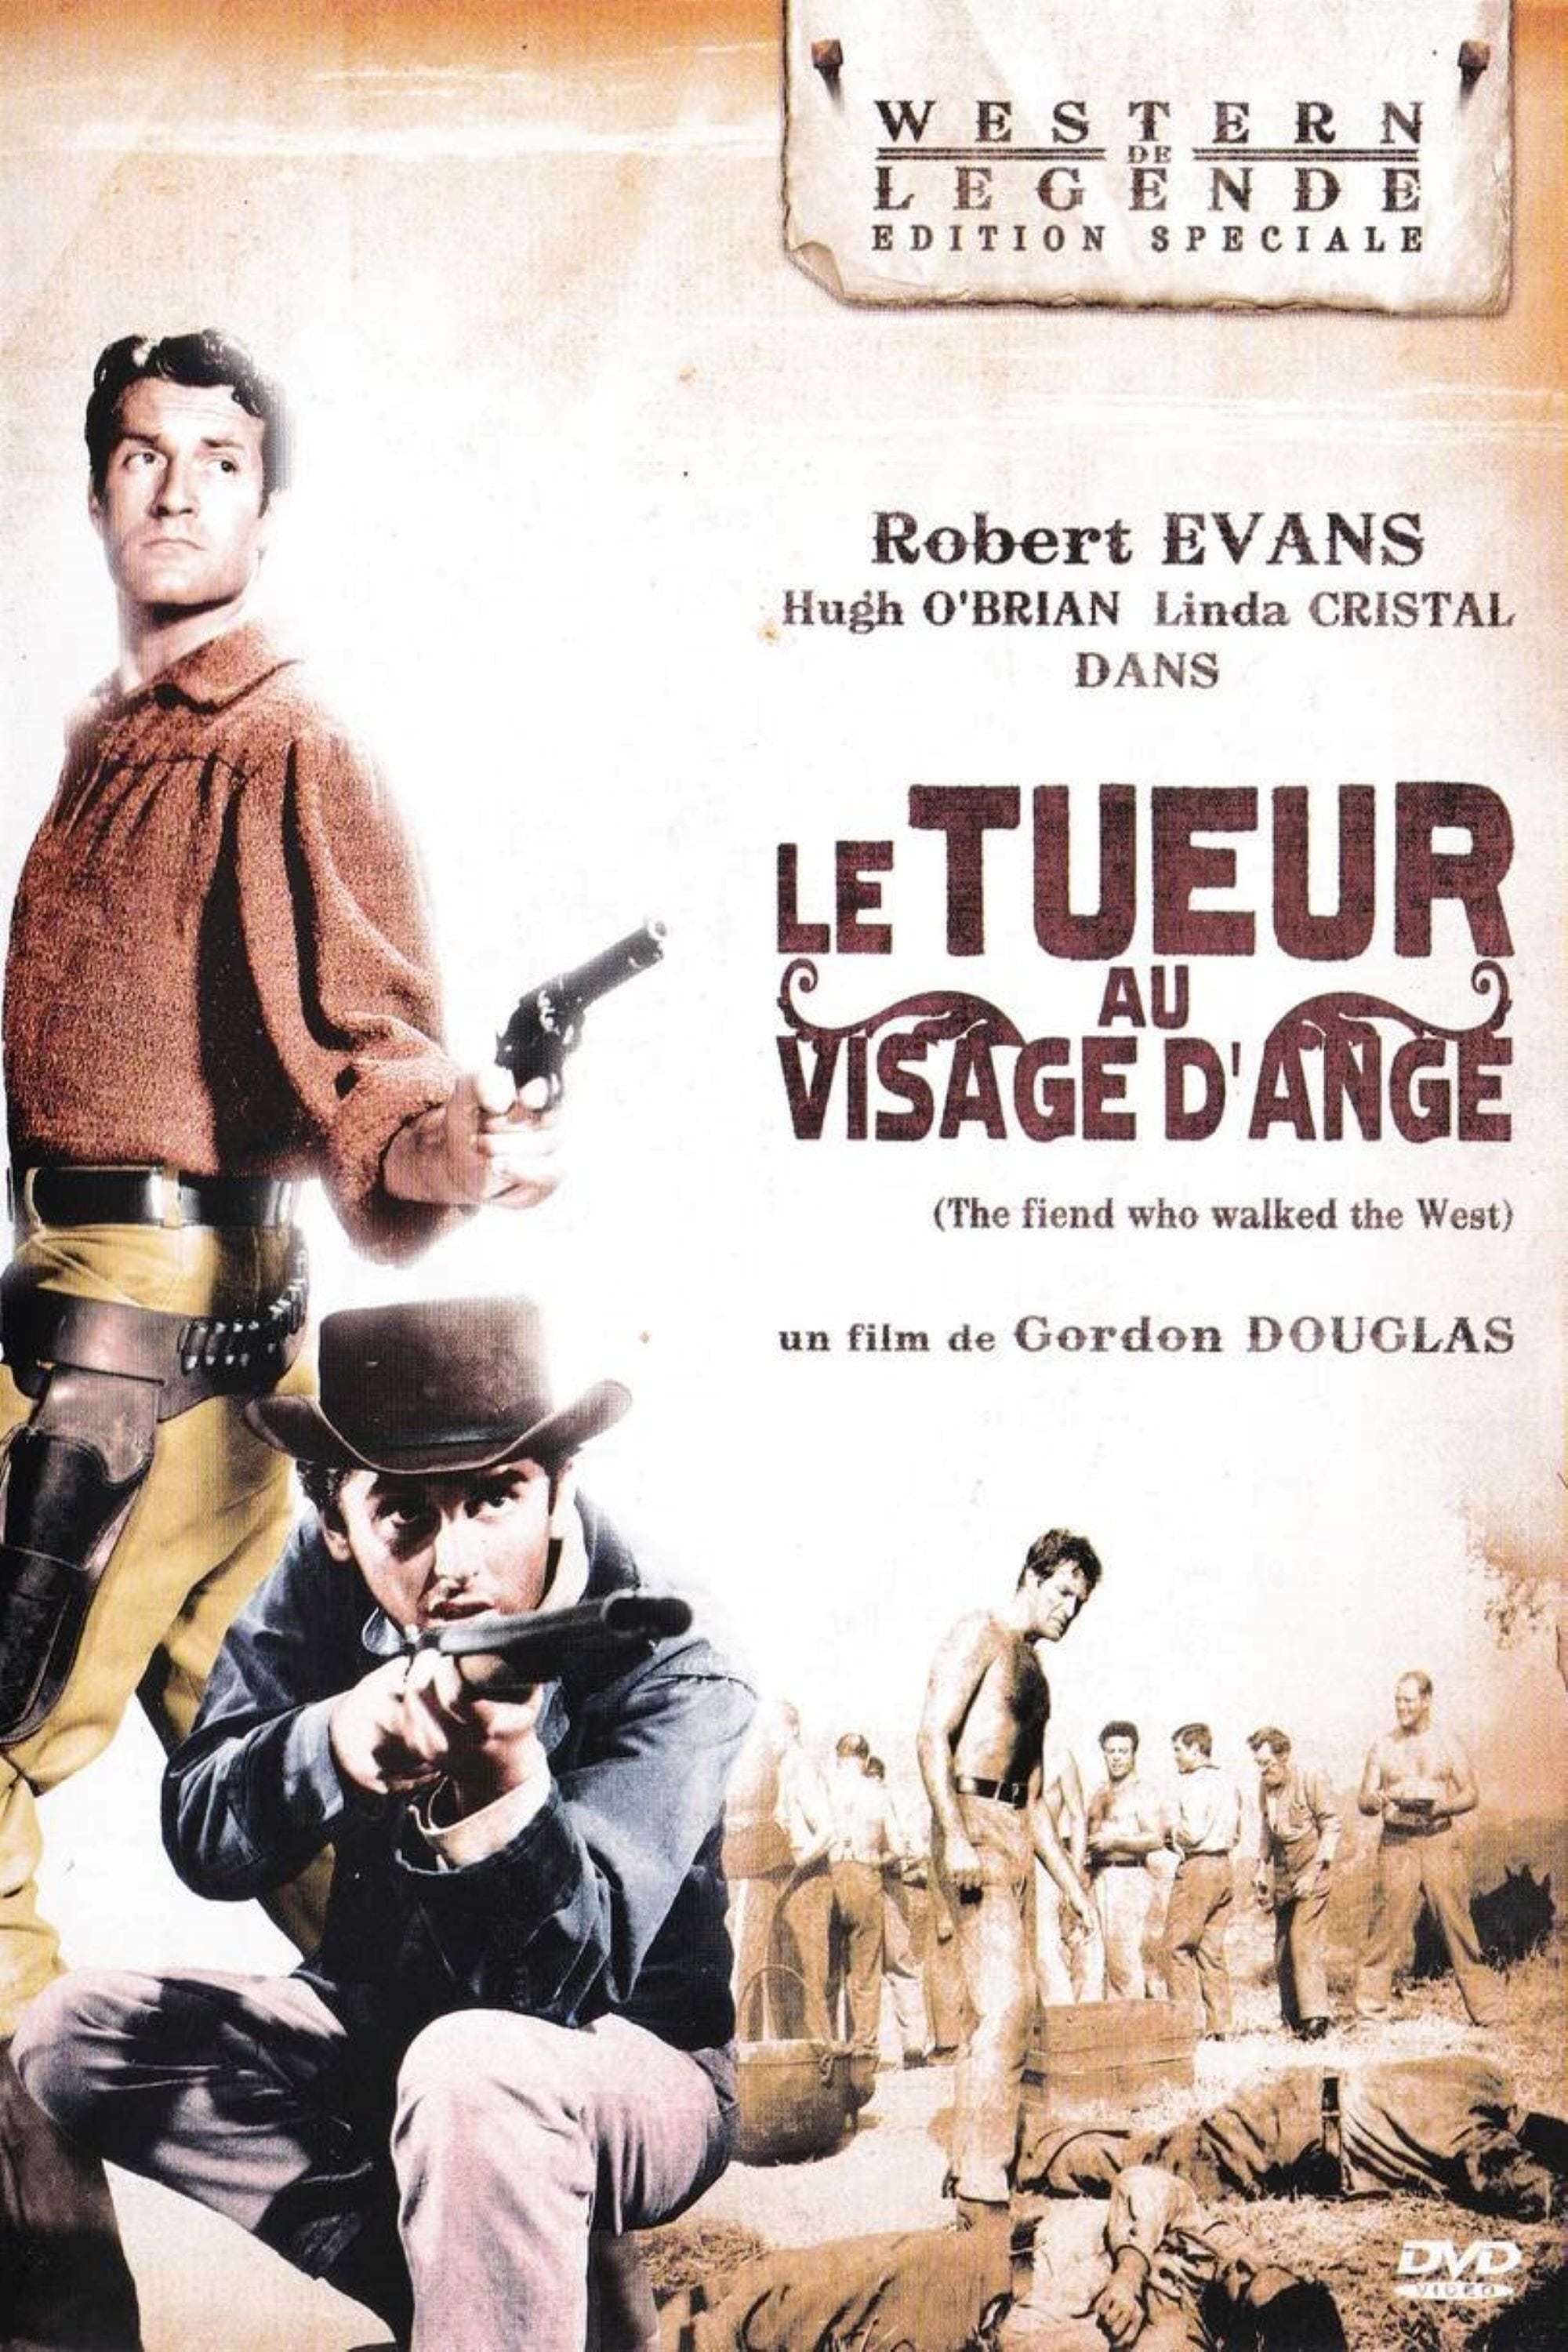 WESTERN
DE
LEGENDE
EDITION SPECIALE
Robert EVANS
Hugh O'BRIAN Linda CRISTAL
DANS
LE TUEUR
AU
VISAGE D'ANGE
(The fiend who walked the West)
un film de Gordon DOUGLAS
DVD
VIDEO